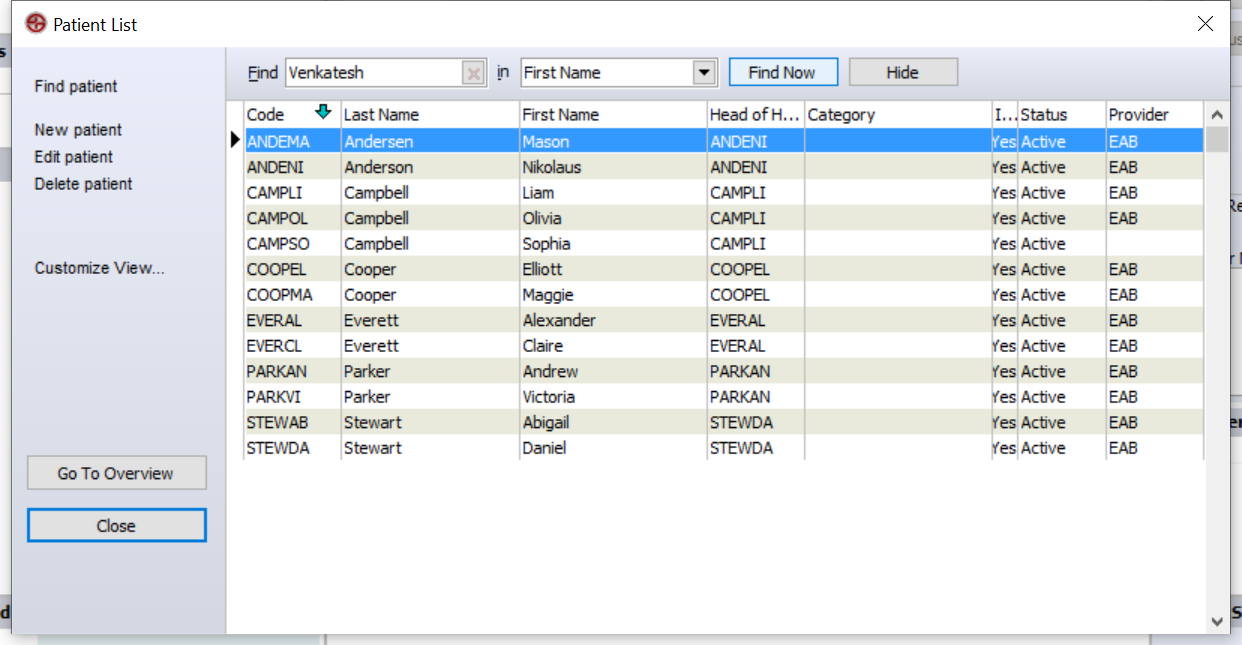 Patient List
Find patient
New patient
Edit patient
Delete patient
Customize View...
Go To Overview
Close
Find Venkatesh in First Name Find Now Hide
Code Last Name First Name Head of H... Category I... Status Provider
ANDEMA Andersen Mason ANDENI Yes Active EAB
ANDENI Anderson Nikolaus ANDENI Yes Active EAB
CAMPLI Campbell Liam CAMPLI Yes Active EAB
CAMPOL Campbell Olivia CAMPLI Yes Active EAB
CAMPSO Campbell Sophia CAMPLI Yes Active
COOPEL Cooper Elliott COOPEL Yes Active EAB
COOPMA Cooper Maggie COOPEL Yes Active EAB
EVERAL Everett Alexander EVERAL Yes Active EAB
EVERCL Everett Claire EVERAL Yes Active EAB
PARKAN Parker Andrew PARKAN Yes Active EAB
PARKVI Parker Victoria PARKAN Yes Active EAB
STEWAB Stewart Abigail STEWDA Yes Active EAB
STEWDA Stewart Daniel STEWDA Yes Active EAB